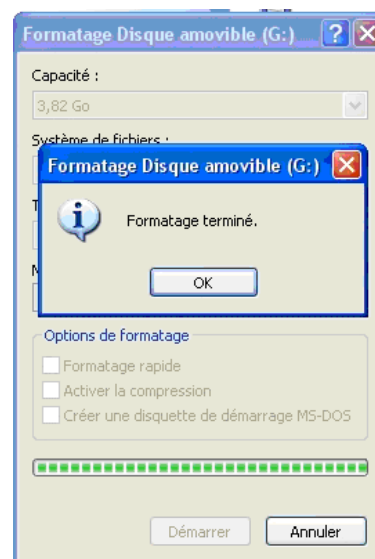 Formatage Disque amovible (G:)
Capacité :
3,82 Go
Système de fichiers :
Formatage Disque amovible (G:)
Formatage terminé.
OK
Options de formatage
Formatage rapide
Activer la compression
Créer une disquette de démarrage MS-DOS
Démarrer Annuler